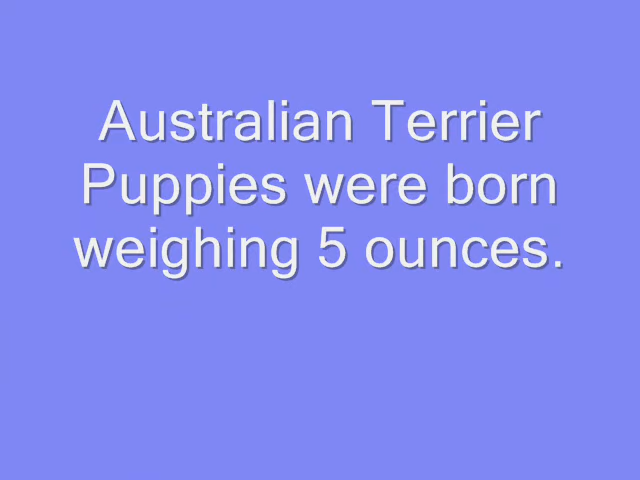 Australian Terrier
Puppies were born
weighing 5 ounces.